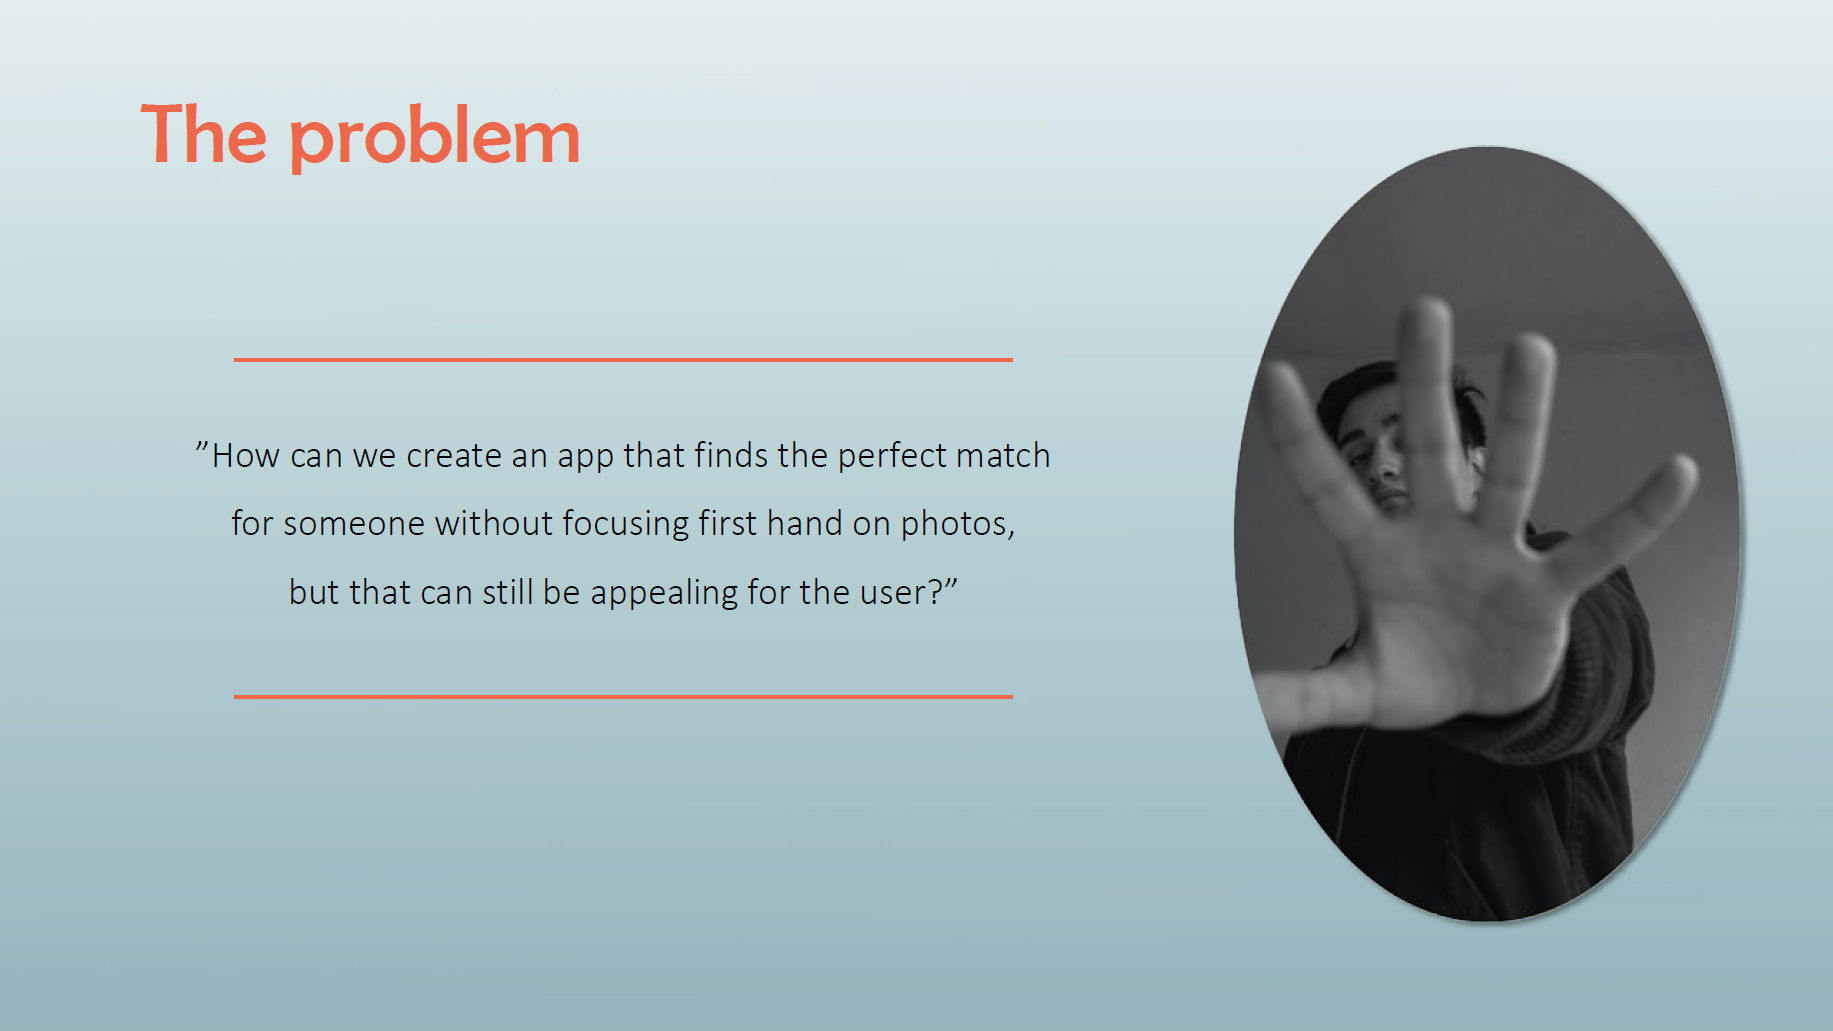 The problem
”How can we create an app that finds the perfect match
for someone without focusing first hand on photos,
but that can still be appealing for the user?”